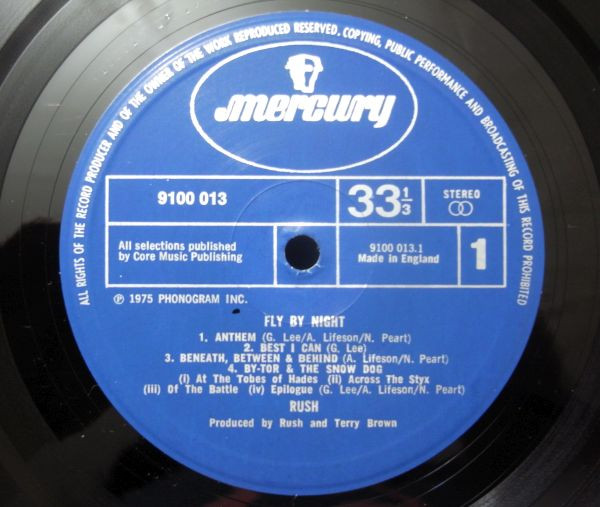 ALL RIGHTS OF THE RECORD PRODUCER AND OF THE OWNER OF THE WORK REPRODUCED RESERVED. COPYING, PUBLIC PERFORMANCE AND BROADCASTING OF THIS RECORD PROHIBITED
mercury
9100 013
33 1/3
STEREO
All selections published
by Core Music Publishing
9100 013.1
Made in England
1
℗ 1975 PHONOGRAM INC.
FLY BY NIGHT
1. ANTHEM (G. Lee/A. Lifeson/N. Peart)
2. BEST I CAN (G. Lee)
3. BENEATH, BETWEEN & BEHIND (A. Lifeson/N. Peart)
4. BY-TOR & THE SNOW DOG
(i) At The Tobes of Hades (ii) Across The Styx
(iii) Of The Battle (iv) Epilogue (G. Lee/A. Lifeson/N. Peart)
RUSH
Produced by Rush and Terry Brown